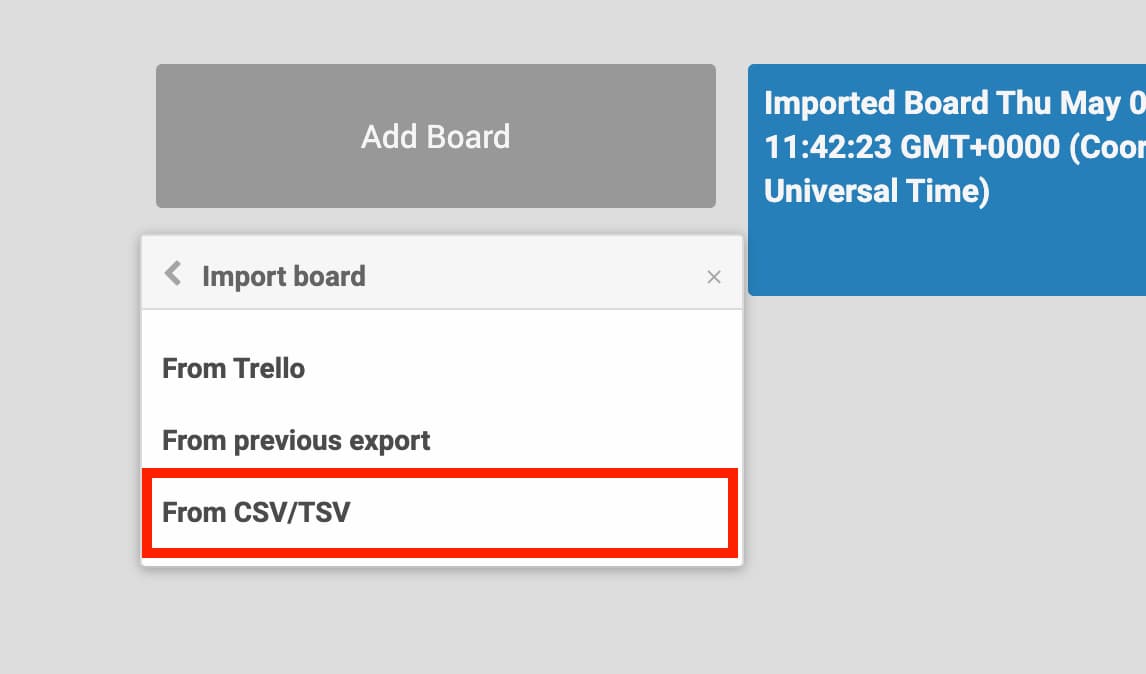 Add Board
Imported Board Thu May 0
11:42:23 GMT+0000 (Coor
Universal Time)
Import board
From Trello
From previous export
From CSV/TSV